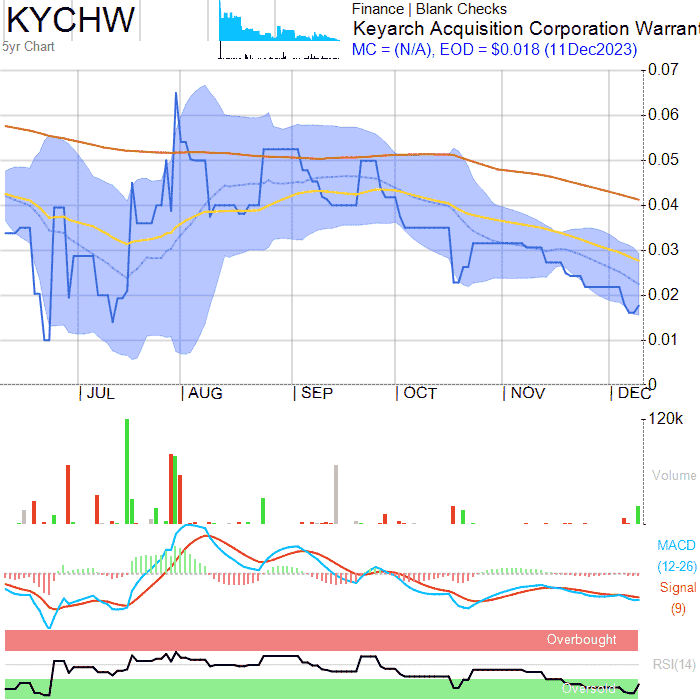 KYCHW
5yr Chart
Finance | Blank Checks
Keyarch Acquisition Corporation Warrant
MC = (N/A), EOD = $0.018 (11Dec2023)
0.07
0.06
0.05
0.04
0.03
0.02
0.01
0
JUL AUG SEP OCT NOV DEC
120k
Volume
MACD
(12-26)
Signal
(9)
Overbought
RSI(14)
Oversold